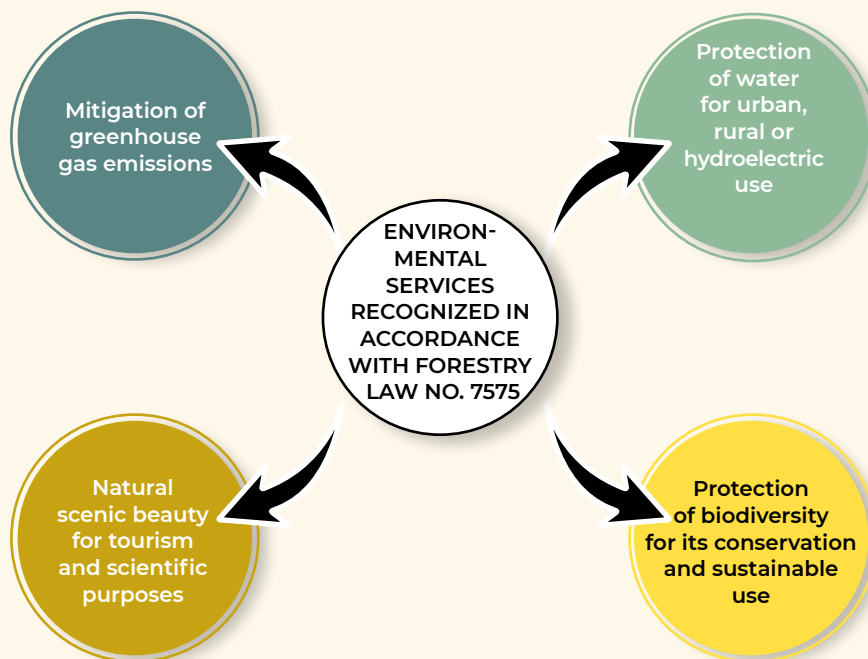 Mitigation of
greenhouse
gas emissions
Protection
of water
for urban,
rural or
hydroelectric
use
ENVIRON-
MENTAL
SERVICES
RECOGNIZED IN
ACCORDANCE
WITH FORESTRY
LAW NO. 7575
Natural
scenic beauty
for tourism
and scientific
purposes
Protection
of biodiversity
for its conservation
and sustainable
use